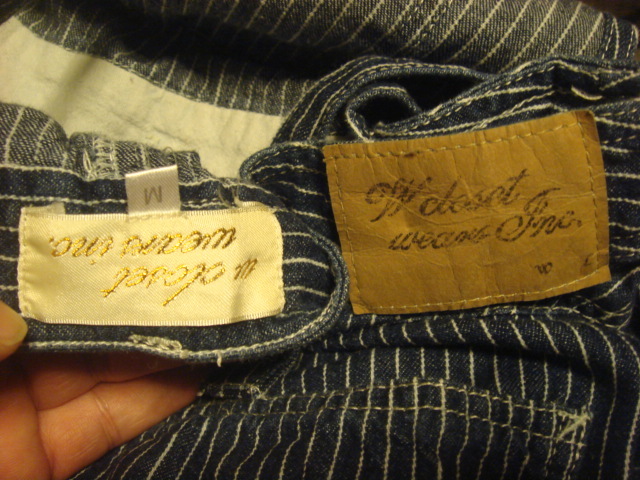 M
w closet
wears inc.
W closet
wears Inc.
w